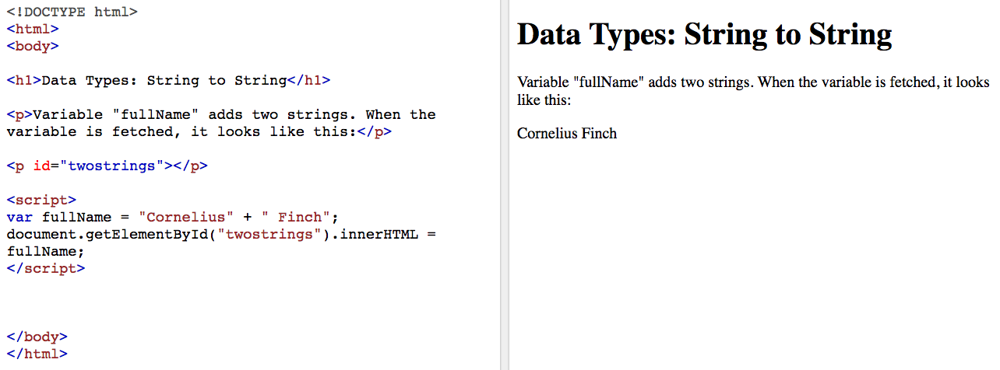 <!DOCTYPE html>
<html>
<body>
<h1>Data Types: String to String</h1>
<p>Variable "fullName" adds two strings. When the
variable is fetched, it looks like this:</p>
<p id="twostrings"></p>
<script>
var fullName = "Cornelius" + " Finch";
document.getElementById("twostrings").innerHTML =
fullName;
</script>
</body>
</html>
Data Types: String to String
Variable "fullName" adds two strings. When the variable is fetched, it looks
like this:
Cornelius Finch